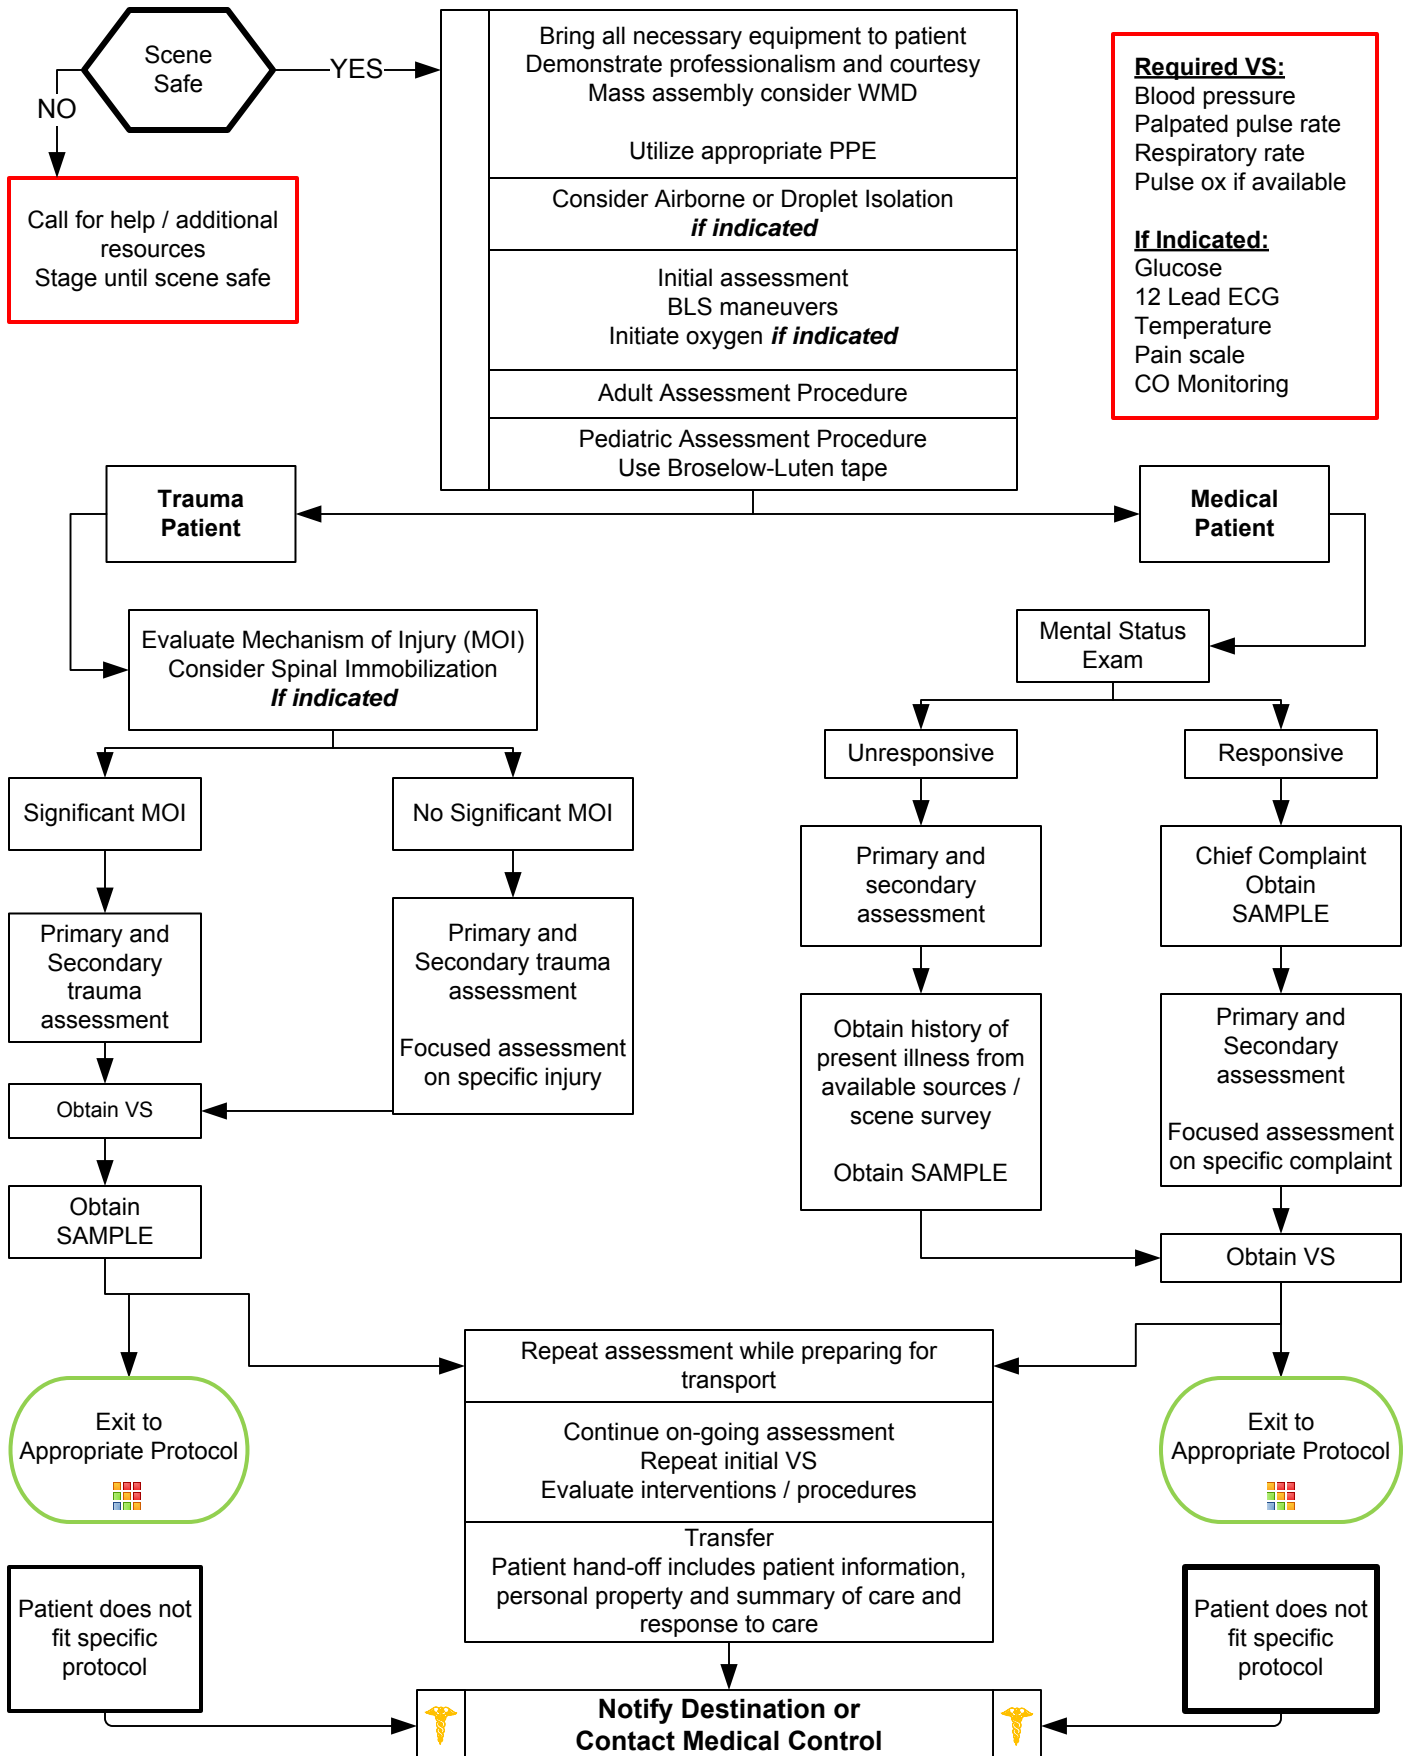 Scene
Safe
YES
NO
Call for help / additional
resources
Stage until scene safe
Bring all necessary equipment to patient
Demonstrate professionalism and courtesy
Mass assembly consider WMD
Utilize appropriate PPE
Consider Airborne or Droplet Isolation
if indicated
Initial assessment
BLS maneuvers
Initiate oxygen if indicated
Adult Assessment Procedure
Pediatric Assessment Procedure
Use Broselow-Luten tape
Required VS:
Blood pressure
Palpated pulse rate
Respiratory rate
Pulse ox if available
If Indicated:
Glucose
12 Lead ECG
Temperature
Pain scale
CO Monitoring
Trauma
Patient
Medical
Patient
Evaluate Mechanism of Injury (MOI)
Consider Spinal Immobilization
If indicated
Significant MOI
No Significant MOI
Primary and
Secondary
trauma
assessment
Primary and
Secondary trauma
assessment
Focused assessment
on specific injury
Obtain VS
Obtain
SAMPLE
Mental Status
Exam
Unresponsive
Responsive
Primary and
secondary
assessment
Chief Complaint
Obtain
SAMPLE
Obtain history of
present illness from
available sources /
scene survey
Obtain SAMPLE
Primary and
Secondary
assessment
Focused assessment
on specific complaint
Obtain VS
Exit to
Appropriate Protocol
Repeat assessment while preparing for
transport
Continue on-going assessment
Repeat initial VS
Evaluate interventions / procedures
Transfer
Patient hand-off includes patient information,
personal property and summary of care and
response to care
Exit to
Appropriate Protocol
Patient does not
fit specific
protocol
Patient does not
fit specific
protocol
Notify Destination or
Contact Medical Control